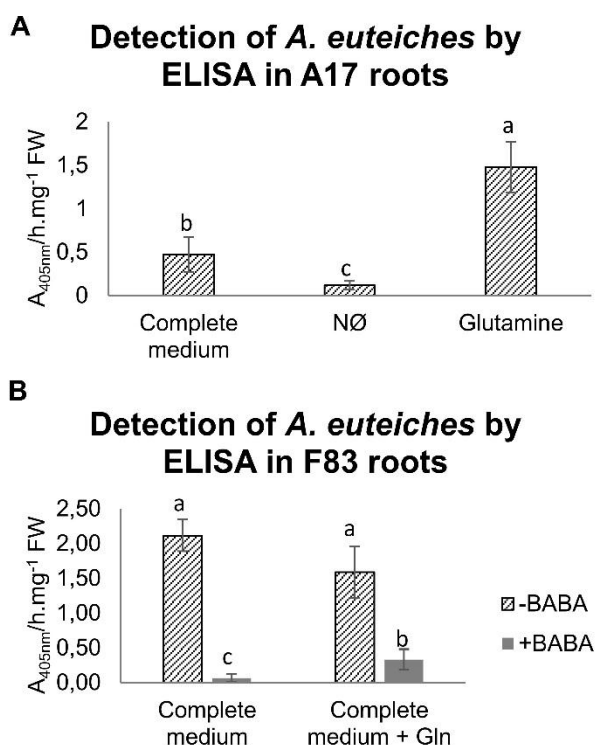 A
Detection of A. euteiches by
ELISA in A17 roots
A405nm/h.mg-1 FW
2
1,5
1
0,5
0
b
c
a
Complete
medium
NØ
Glutamine
B
Detection of A. euteiches by
ELISA in F83 roots
A405nm/h.mg-1 FW
2,50
2,00
1,50
1,00
0,50
0,00
a
c
a
b
-BABA
+BABA
Complete
medium
Complete
medium + Gln